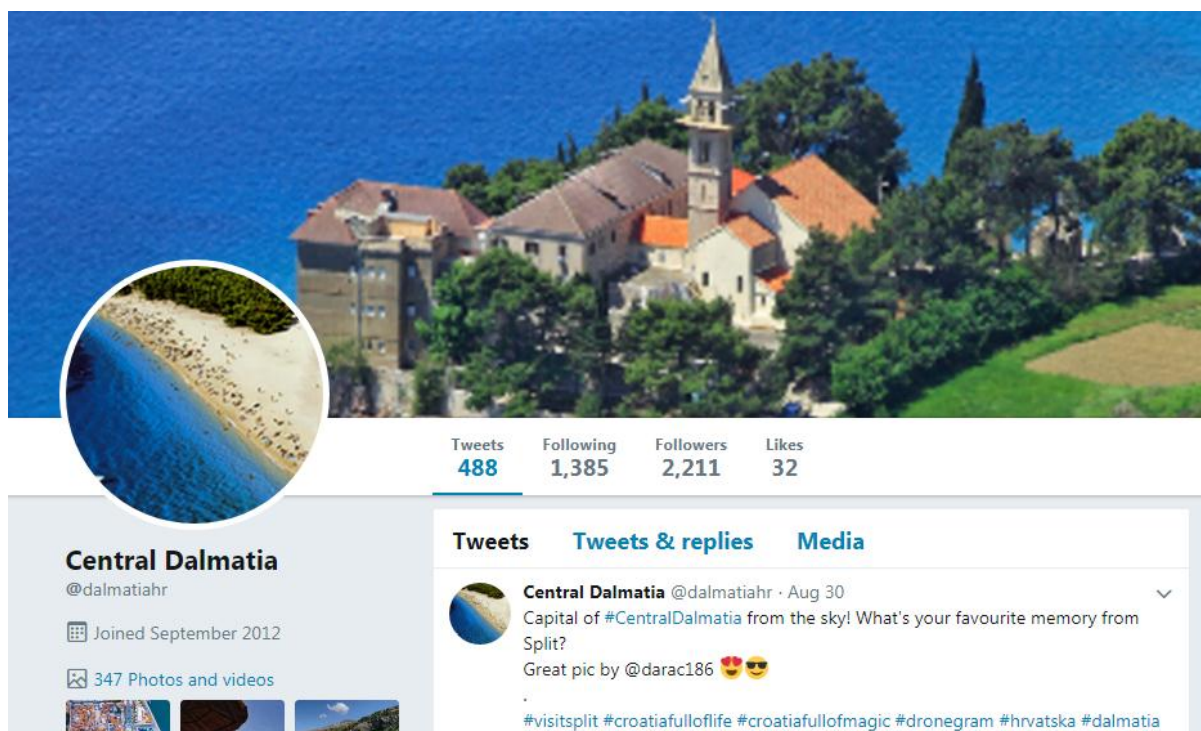 Tweets Following Followers Likes
488 1,385 2,211 32
Central Dalmatia
@dalmatiahr
Joined September 2012
347 Photos and videos
Tweets Tweets & replies Media
Central Dalmatia @dalmatiahr · Aug 30
Capital of #CentralDalmatia from the sky! What's your favourite memory from
Split?
Great pic by @darac186 😍😎
.
#visitsplit #croatiafulloflife #croatiafullofmagic #dronegram #hrvatska #dalmatia